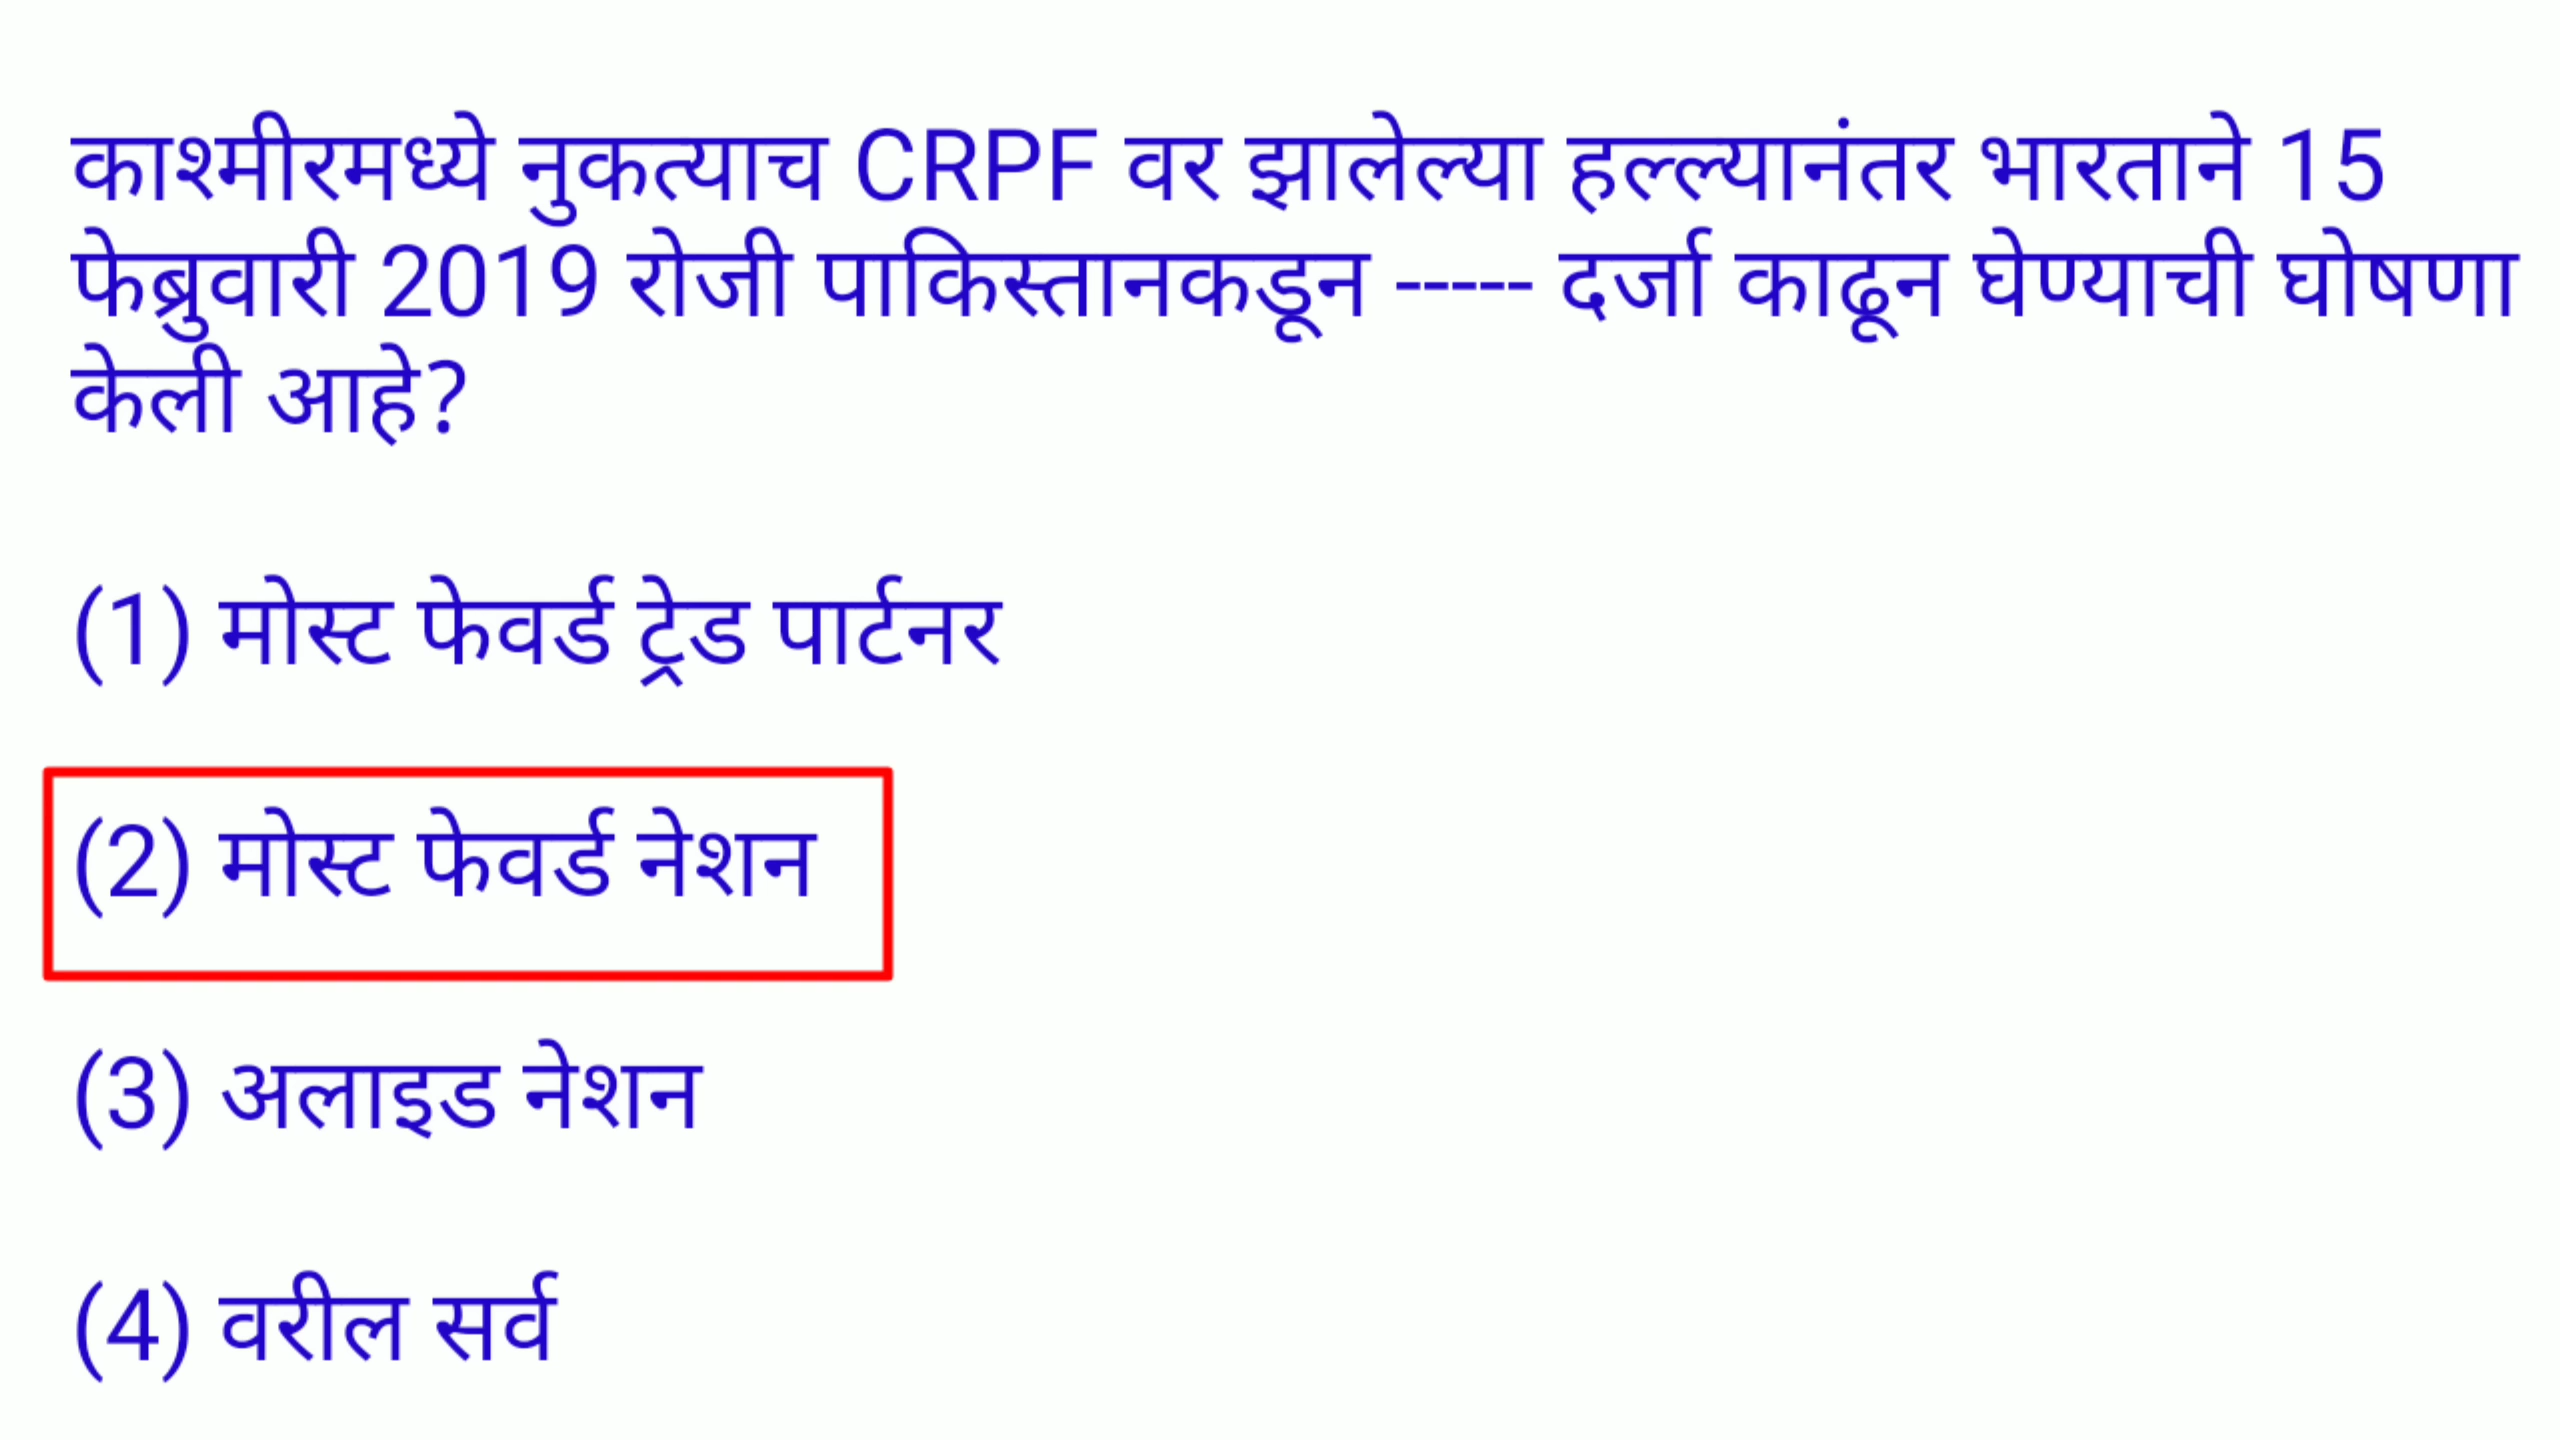 काश्मीरमध्ये नुकत्याच CRPF वर झालेल्या हल्ल्यानंतर भारताने 15
फेब्रुवारी 2019 रोजी पाकिस्तानकडून ----- दर्जा काढून घेण्याची घोषणा
केली आहे?
(1) मोस्ट फेवर्ड ट्रेड पार्टनर
(2) मोस्ट फेवर्ड नेशन
(3) अलाइड नेशन
(4) वरील सर्व